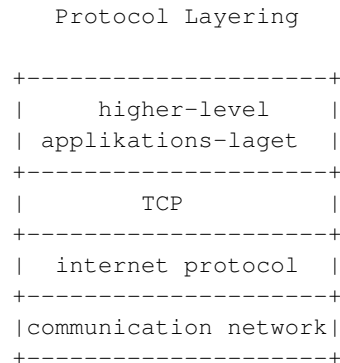 Protocol Layering
higher-level
applikations-laget
TCP
internet protocol
communication network